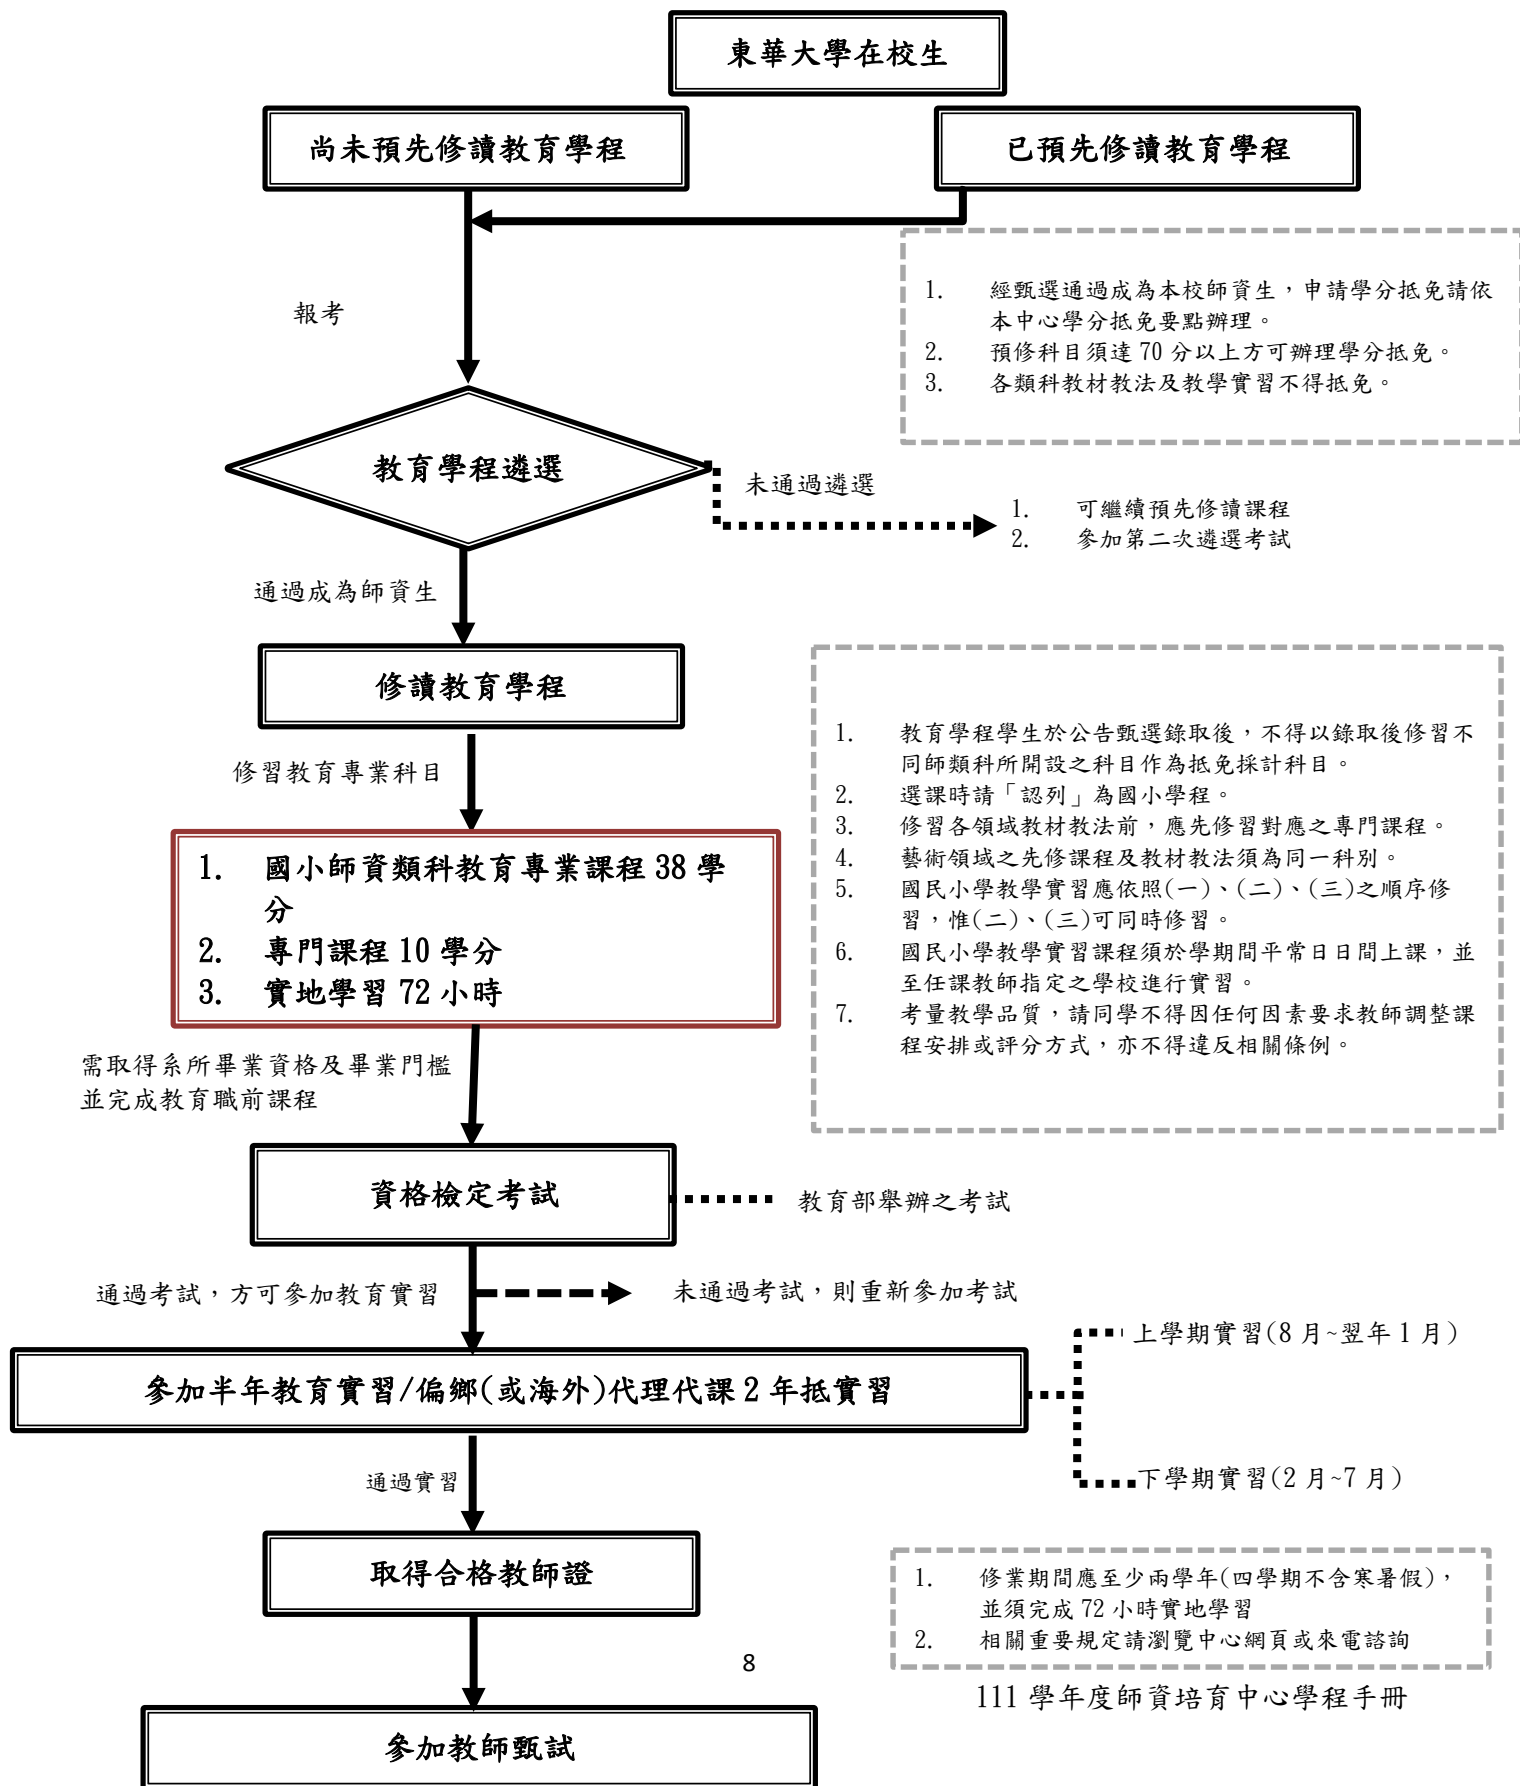 東華大學在校生
尚未預先修讀教育學程
已預先修讀教育學程
報考
1. 經甄選通過成為本校師資生，申請學分抵免請依
本中心學分抵免要點辦理。
2. 預修科目須達 70 分以上方可辦理學分抵免。
3. 各類科教材教法及教學實習不得抵免。
教育學程遴選
未通過遴選
1. 可繼續預先修讀課程
2. 參加第二次遴選考試
通過成為師資生
修讀教育學程
修習教育專業科目
1. 教育學程學生於公告甄選錄取後，不得以錄取後修習不
同師類科所開設之科目作為抵免採計科目。
2. 選課時請「認列」為國小學程。
3. 修習各領域教材教法前，應先修習對應之專門課程。
4. 藝術領域之先修課程及教材教法須為同一科別。
5. 國民小學教學實習應依照(一)、(二)、(三)之順序修
習，惟(二)、(三)可同時修習。
6. 國民小學教學實習課程須於學期間平常日日間上課，並
至任課教師指定之學校進行實習。
7. 考量教學品質，請同學不得因任何因素要求教師調整課
程安排或評分方式，亦不得違反相關條例。
1. 國小師資類科教育專業課程 38 學
分
2. 專門課程 10 學分
3. 實地學習 72 小時
需取得系所畢業資格及畢業門檻
並完成教育職前課程
資格檢定考試
教育部舉辦之考試
通過考試，方可參加教育實習
未通過考試，則重新參加考試
上學期實習(8 月~翌年 1 月)
參加半年教育實習/偏鄉(或海外)代理代課 2 年抵實習
下學期實習(2 月~7 月)
通過實習
取得合格教師證
1. 修業期間應至少兩學年(四學期不含寒暑假)，
並須完成 72 小時實地學習
2. 相關重要規定請瀏覽中心網頁或來電諮詢
8
111 學年度師資培育中心學程手冊
參加教師甄試